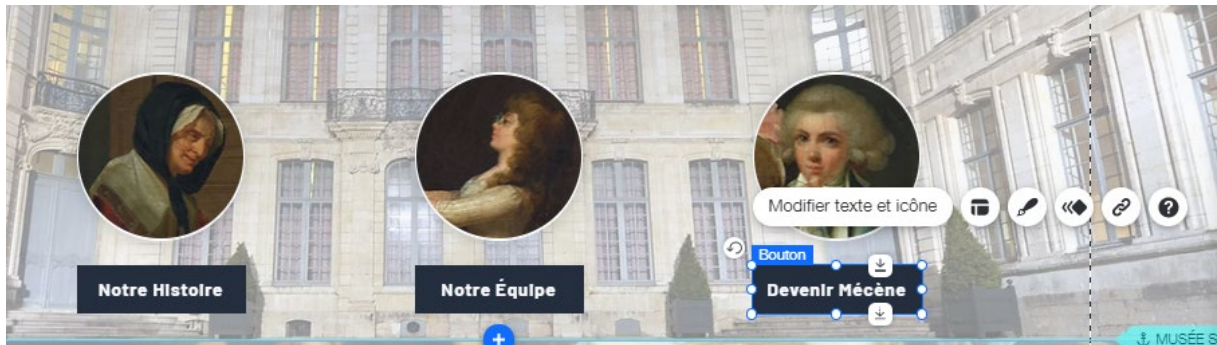 Modifier texte et icône
Bouton
Notre Histoire
Notre Équipe
Devenir Mécène
MUSÉE S